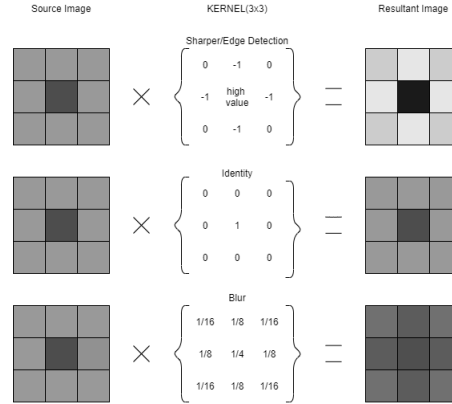 Source Image KERNEL(3x3) Resultant Image
Sharper/Edge Detection
0 -1 0
-1 high value -1
0 -1 0
Identity
0 0 0
0 1 0
0 0 0
Blur
1/16 1/8 1/16
1/8 1/4 1/8
1/16 1/8 1/16